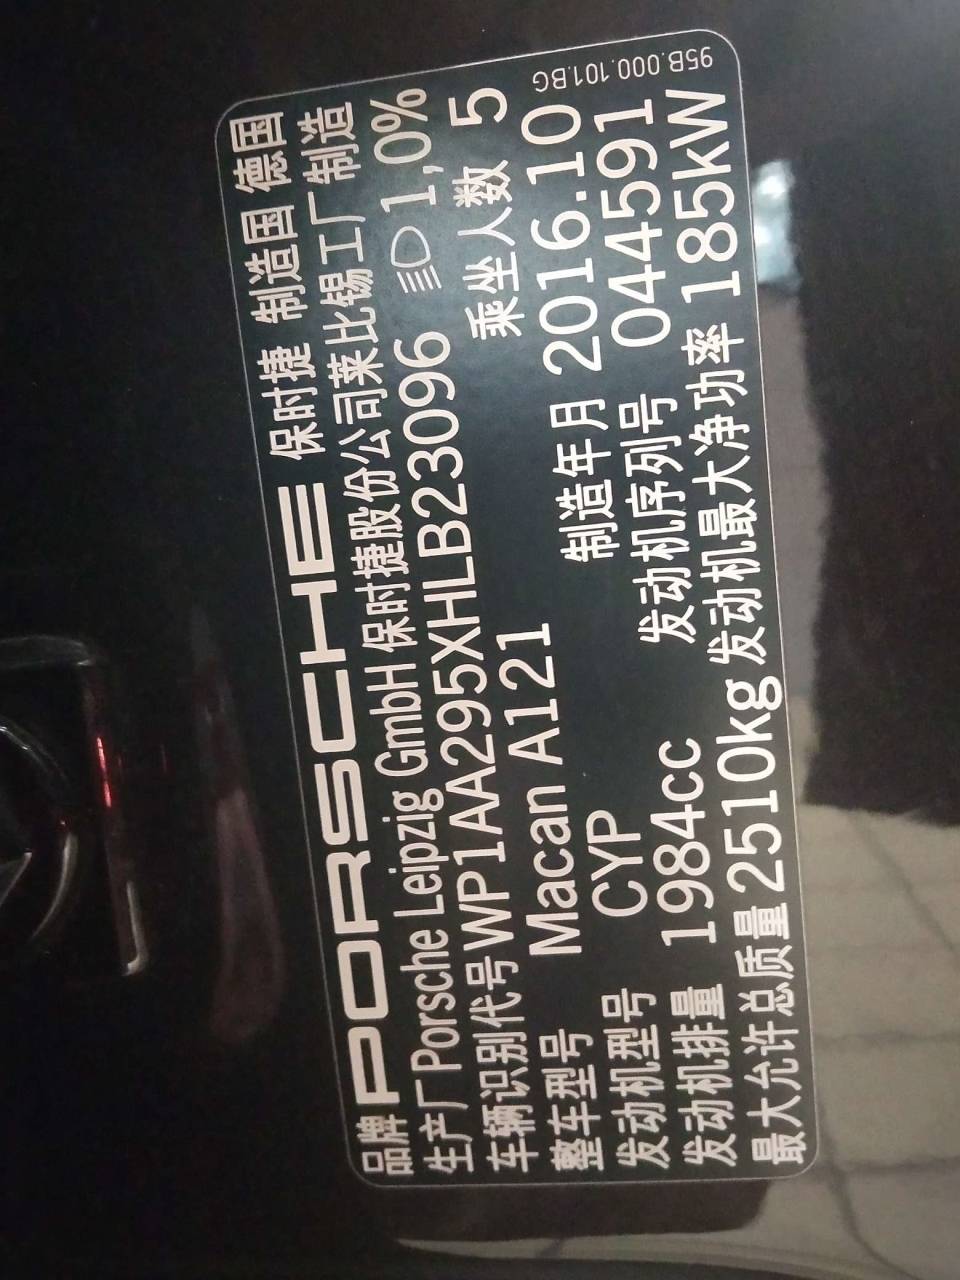 95B.000.101.BG
品牌 PORSCHE 保时捷 制造国 德国
生产厂 Porsche Leipzig GmbH 保时捷股份公司莱比锡工厂 制造
车辆识别代号 WP1AA295XHLB23096 1,0%
整车型号 Macan A121 乘坐人数 5
发动机型号 CYP 制造年月 2016.10
发动机排量 1984cc 发动机序列号 044591
最大允许总质量 2510kg 发动机最大净功率 185kW